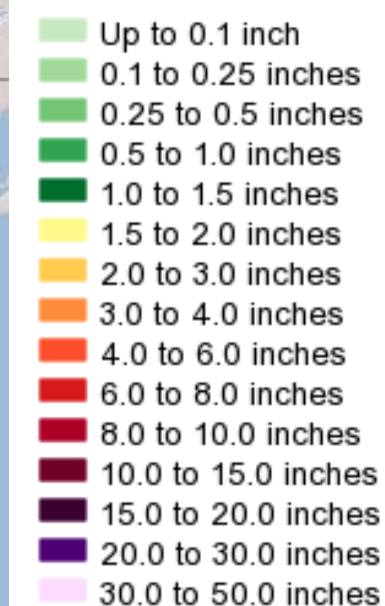 Up to 0.1 inch
0.1 to 0.25 inches
0.25 to 0.5 inches
0.5 to 1.0 inches
1.0 to 1.5 inches
1.5 to 2.0 inches
2.0 to 3.0 inches
3.0 to 4.0 inches
4.0 to 6.0 inches
6.0 to 8.0 inches
8.0 to 10.0 inches
10.0 to 15.0 inches
15.0 to 20.0 inches
20.0 to 30.0 inches
30.0 to 50.0 inches